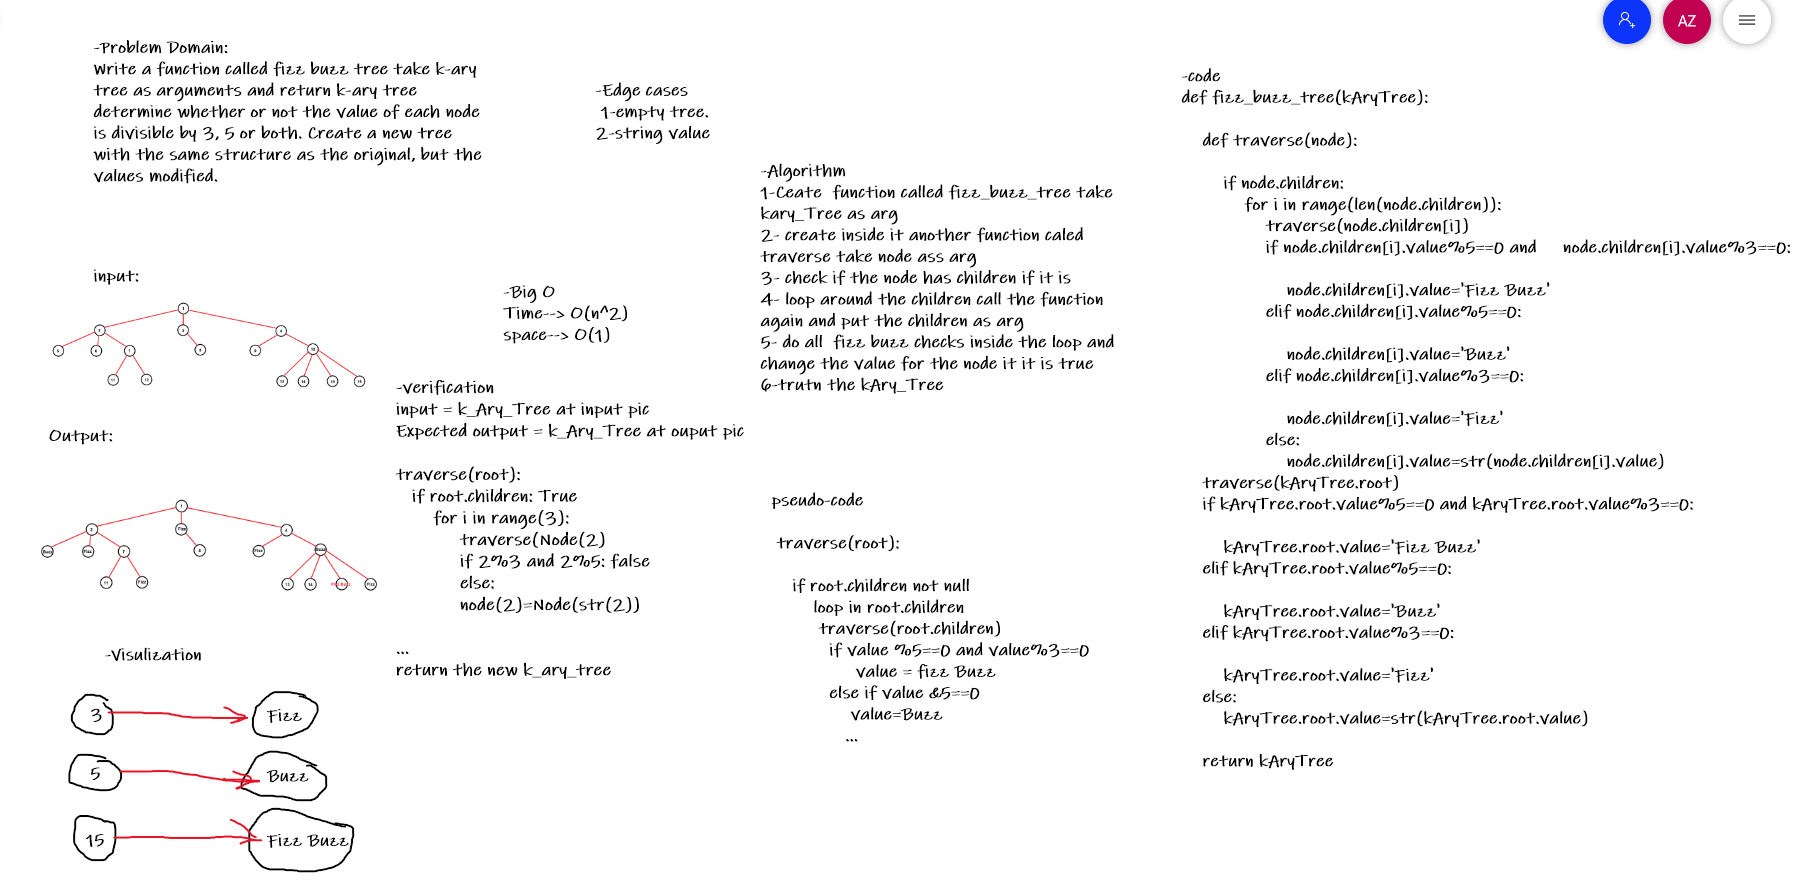 AZ
-Problem Domain:
Write a function called fizz buzz tree take k-ary
tree as arguments and return k-ary tree
determine whether or not the value of each node
is divisible by 3, 5 or both. Create a new tree
with the same structure as the original, but the
values modified.
input:
1
Output:
1
-Visulization
3
Fizz
5
Buzz
15
Fizz Buzz
-Edge cases
1-empty tree.
2-string value
-Big O
Time--> O(n^2)
space--> O(1)
-verification
input = k_Ary_Tree at input pic
Expected output = k_Ary_Tree at ouput pic
traverse(root):
if root.children: True
for i in range(3):
traverse(Node(2)
if 2%3 and 2%5: false
else:
node(2)=Node(str(2))
...
return the new k_ary_tree
-Algorithm
1-Ceate function called fizz_buzz_tree take
kary_Tree as arg
2- create inside it another function caled
traverse take node ass arg
3- check if the node has children if it is
4- loop around the children call the function
again and put the children as arg
5- do all fizz buzz checks inside the loop and
change the value for the node it it is true
6-trutn the kAry_Tree
pseudo-code
traverse(root):
if root.children not null
loop in root.children
traverse(root.children)
if value %5==0 and value%3==0
value = fizz Buzz
else if value &5==0
value=Buzz
...
-code
def fizz_buzz_tree(kAryTree):
def traverse(node):
if node.children:
for i in range(len(node.children)):
traverse(node.children[i])
if node.children[i].value%5==0 and node.children[i].value%3==0:
node.children[i].value='Fizz Buzz'
elif node.children[i].value%5==0:
node.children[i].value='Buzz'
elif node.children[i].value%3==0:
node.children[i].value='Fizz'
else:
node.children[i].value=str(node.children[i].value)
traverse(kAryTree.root)
if kAryTree.root.value%5==0 and kAryTree.root.value%3==0:
kAryTree.root.value='Fizz Buzz'
elif kAryTree.root.value%5==0:
kAryTree.root.value='Buzz'
elif kAryTree.root.value%3==0:
kAryTree.root.value='Fizz'
else:
kAryTree.root.value=str(kAryTree.root.value)
return kAryTree